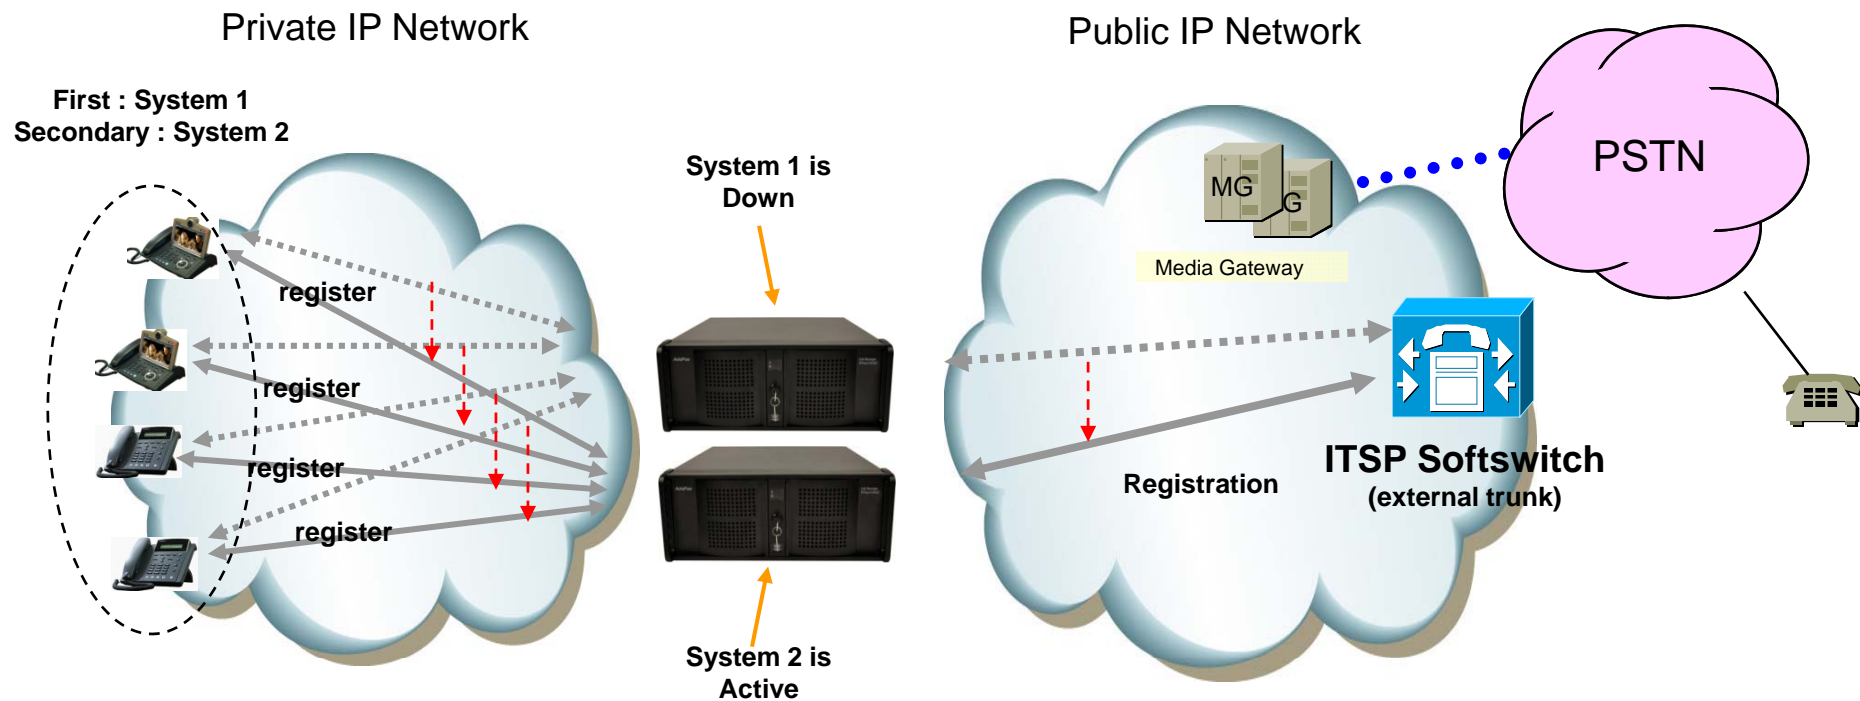 Private IP Network
Public IP Network
First : System 1
Secondary : System 2
System 1 is
Down
PSTN
MG
G
Media Gateway
register
register
register
register
Registration
ITSP Softswitch
(external trunk)
System 2 is
Active